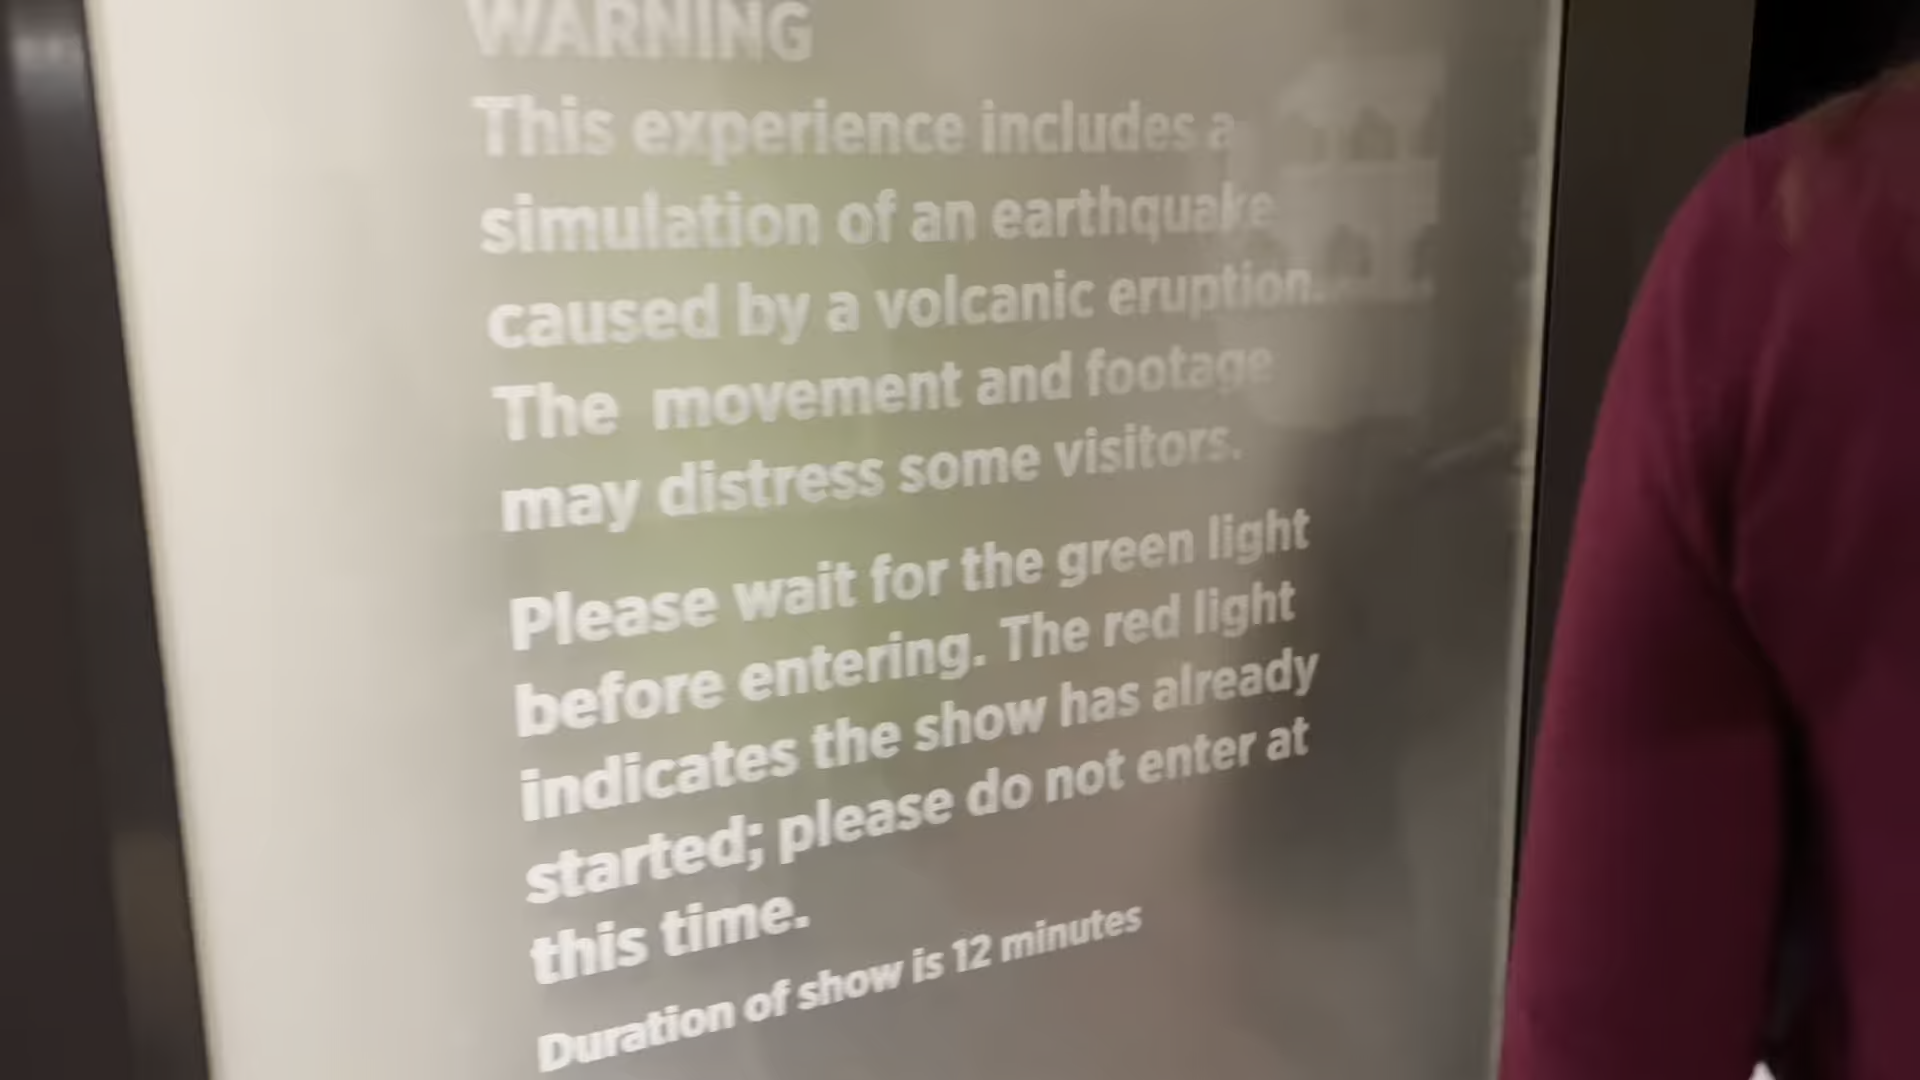 WARNING
This experience includes a
simulation of an earthquake
caused by a volcanic eruption.
The movement and footage
may distress some visitors.
Please wait for the green light
before entering. The red light
indicates the show has already
started; please do not enter at
this time.
Duration of show is 12 minutes